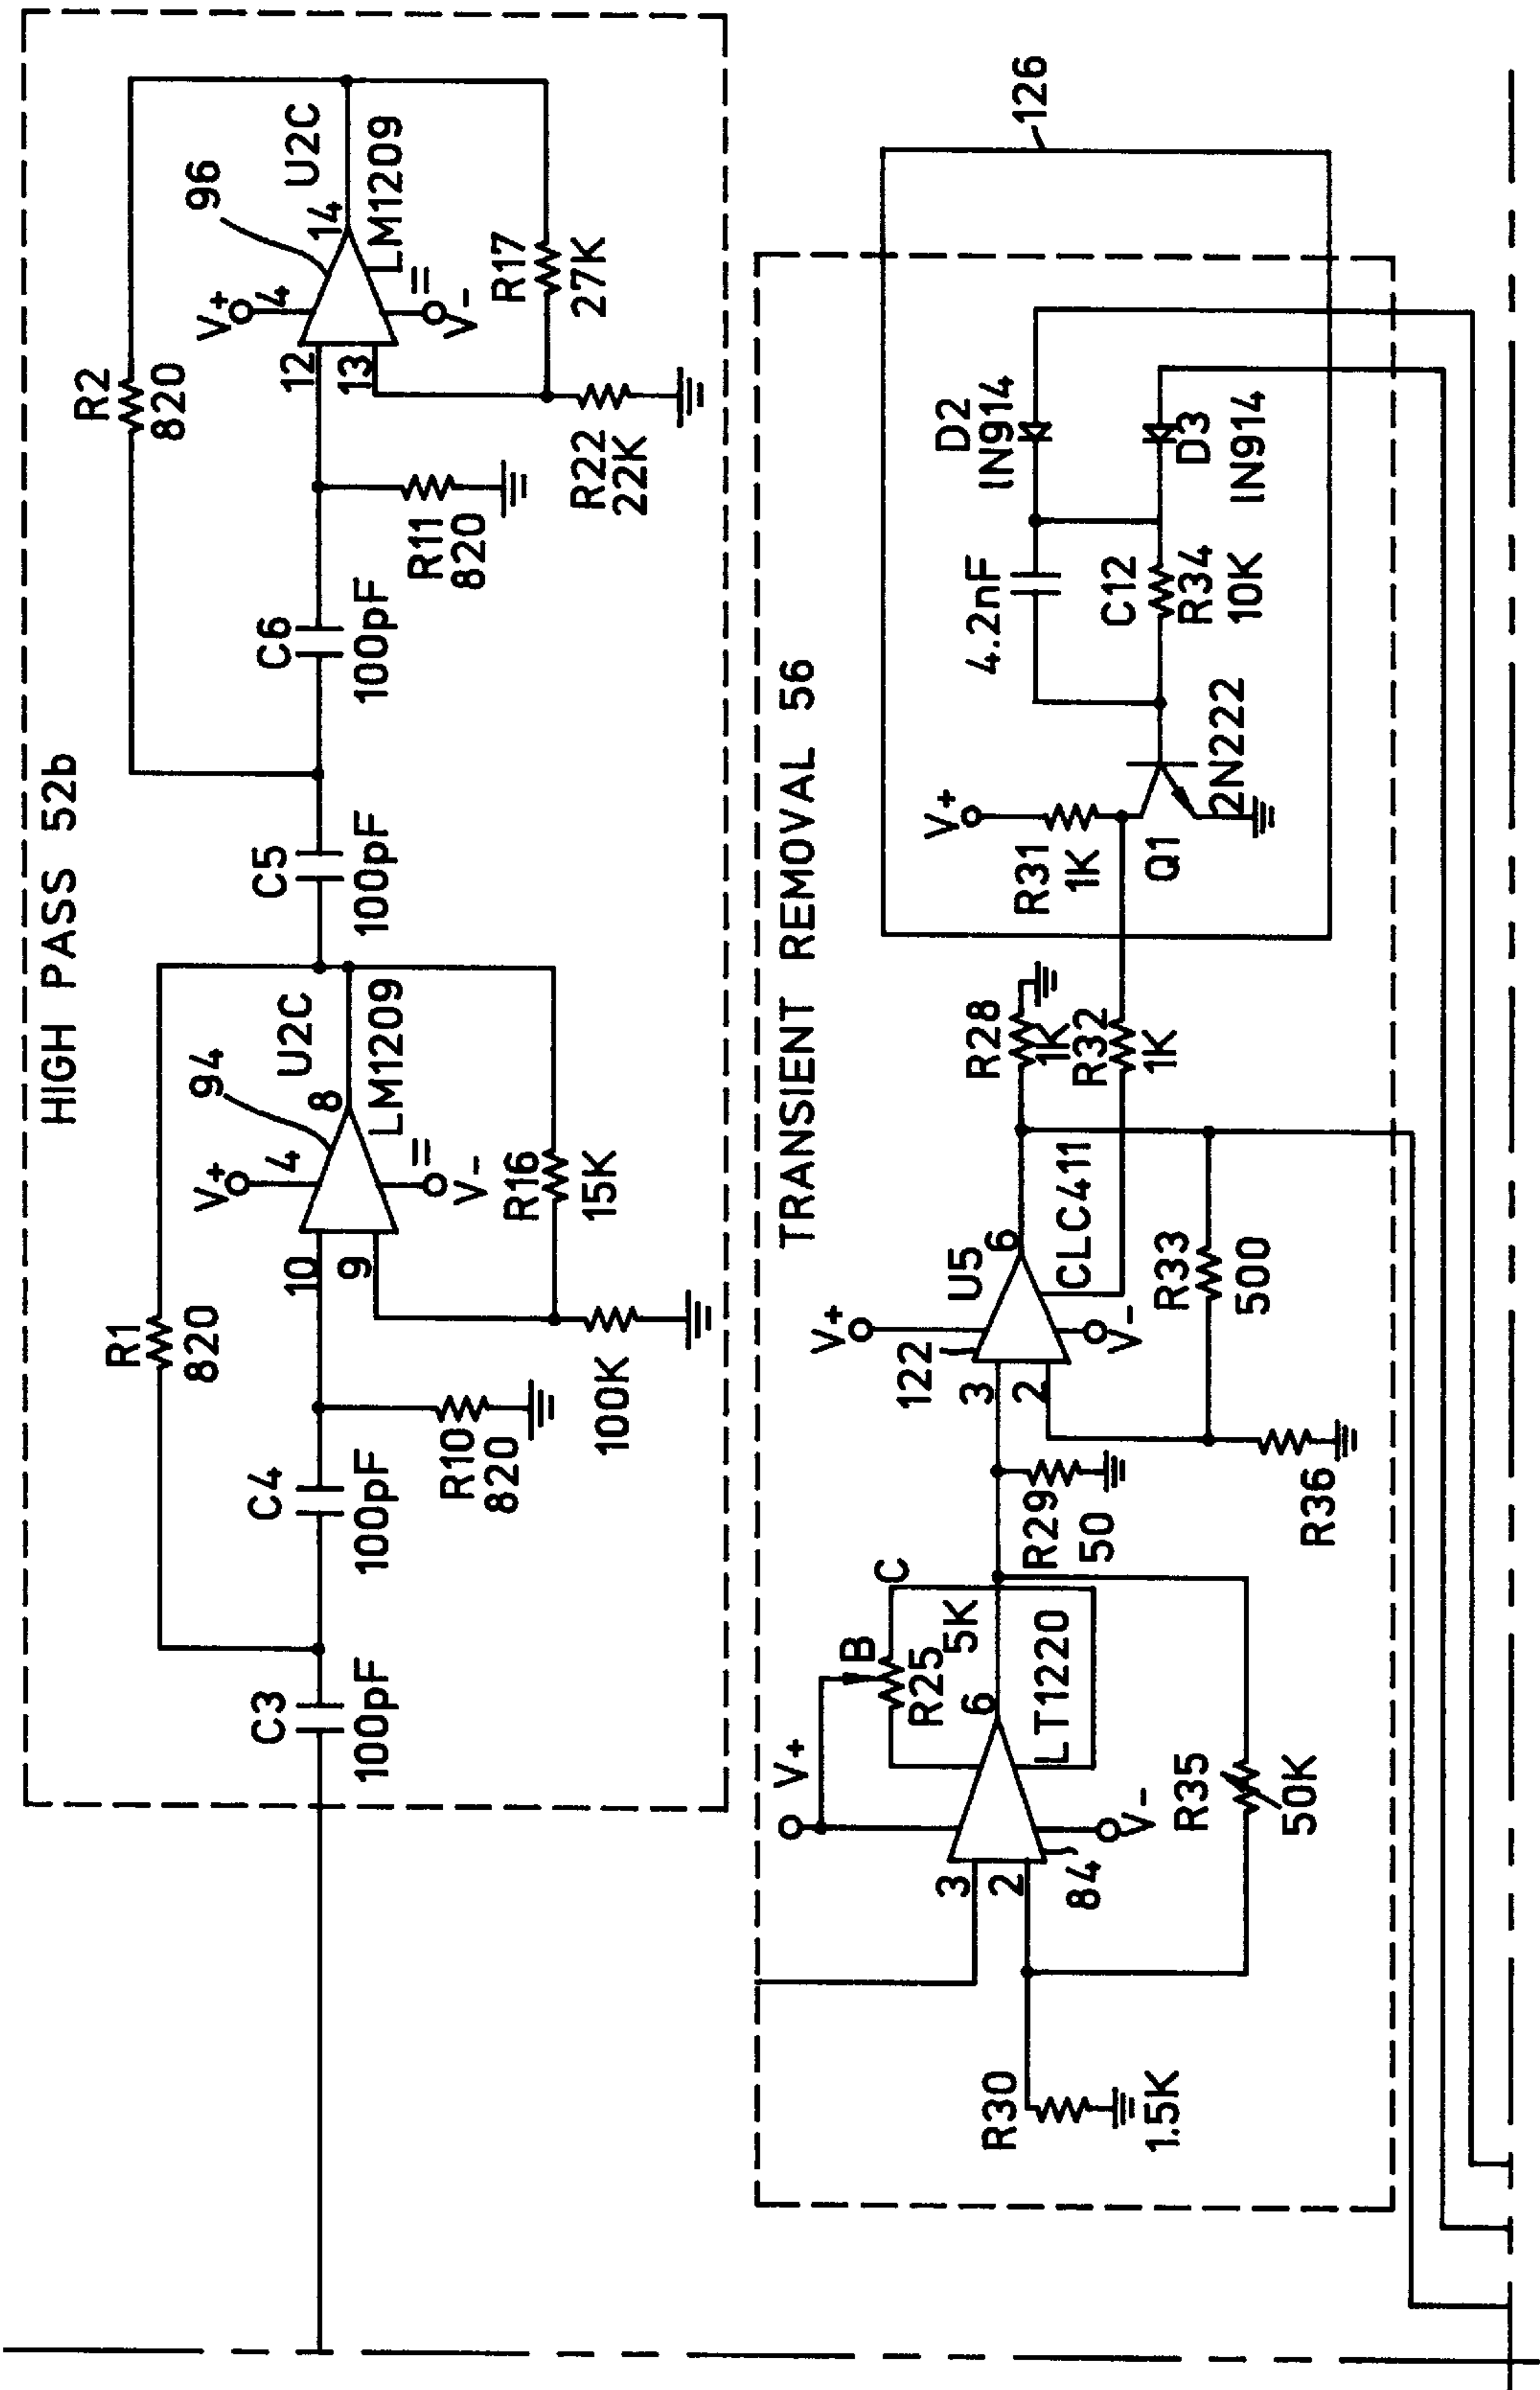 HIGH PASS 52b
R1
820
R2
820
94
96
V+
4
U2C
8
LM1209
V+
4
U2C
14
LM1209
C3
100pF
C4
100pF
10
9
=
V-
C5
100pF
C6
100pF
12
13
=
V-
R10
820
R16
15K
100K
R11
820
R17
27K
R22
22K
TRANSIENT REMOVAL 56
126
V+
B
C
R25
5K
3
2
6
LT1220
84
V-
R30
1.5K
R35
50K
V+
122
U5
3
2
6
CLC411
V-
R29
50
R36
R33
500
R28
1K
R32
1K
V+
R31
1K
Q1
2N222
4.2nF
C12
R34
10K
D2
IN914
D3
IN914